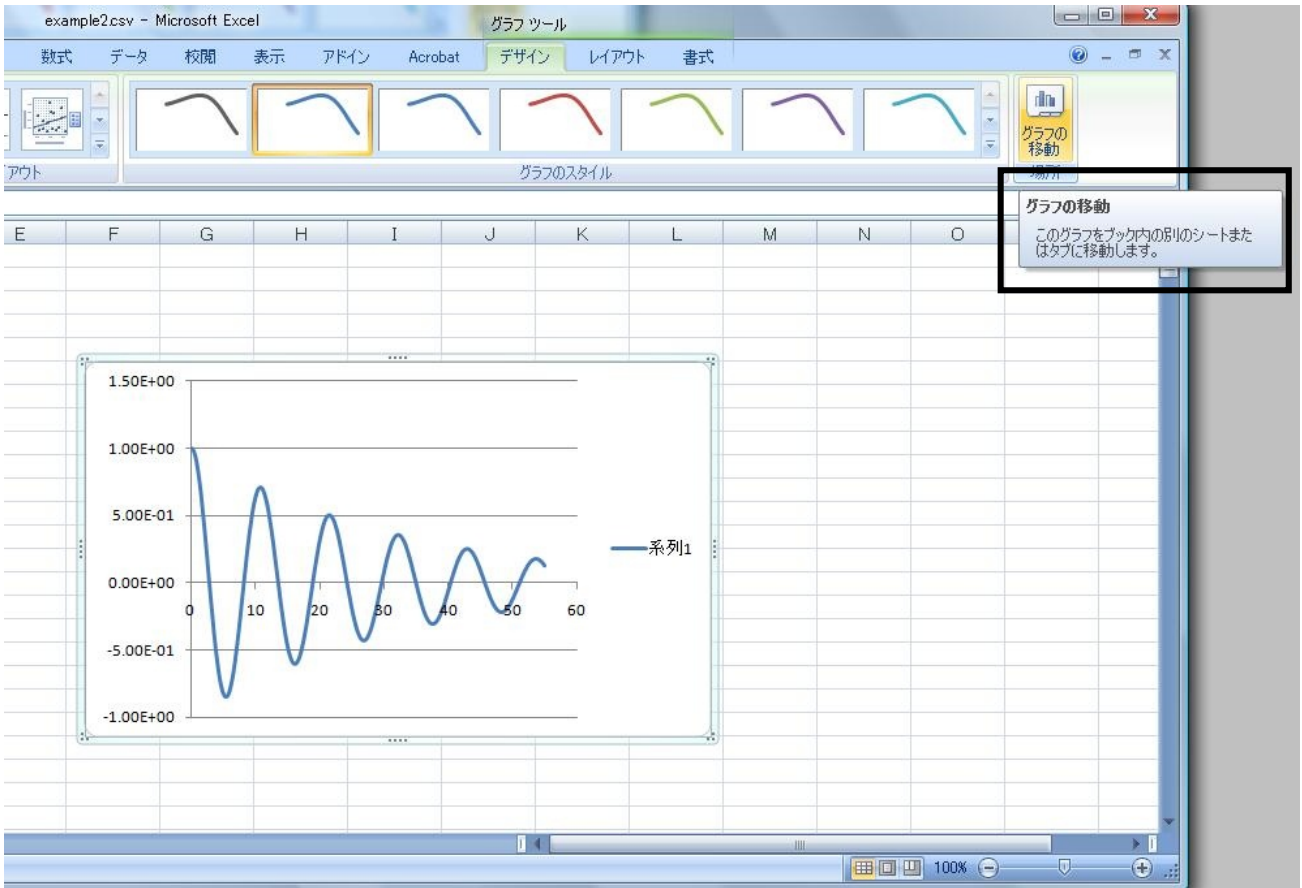 example2.csv - Microsoft Excel
グラフ ツール
数式 データ 校閲 表示 アドイン Acrobat デザイン レイアウト 書式
グラフの
移動
アウト
グラフのスタイル
場所
グラフの移動
このグラフをブック内の別のシートまた
はタブに移動します。
E F G H I J K L M N O
1.50E+00
1.00E+00
5.00E-01
系列1
0.00E+00
0 10 20 30 40 50 60
-5.00E-01
-1.00E+00
100%